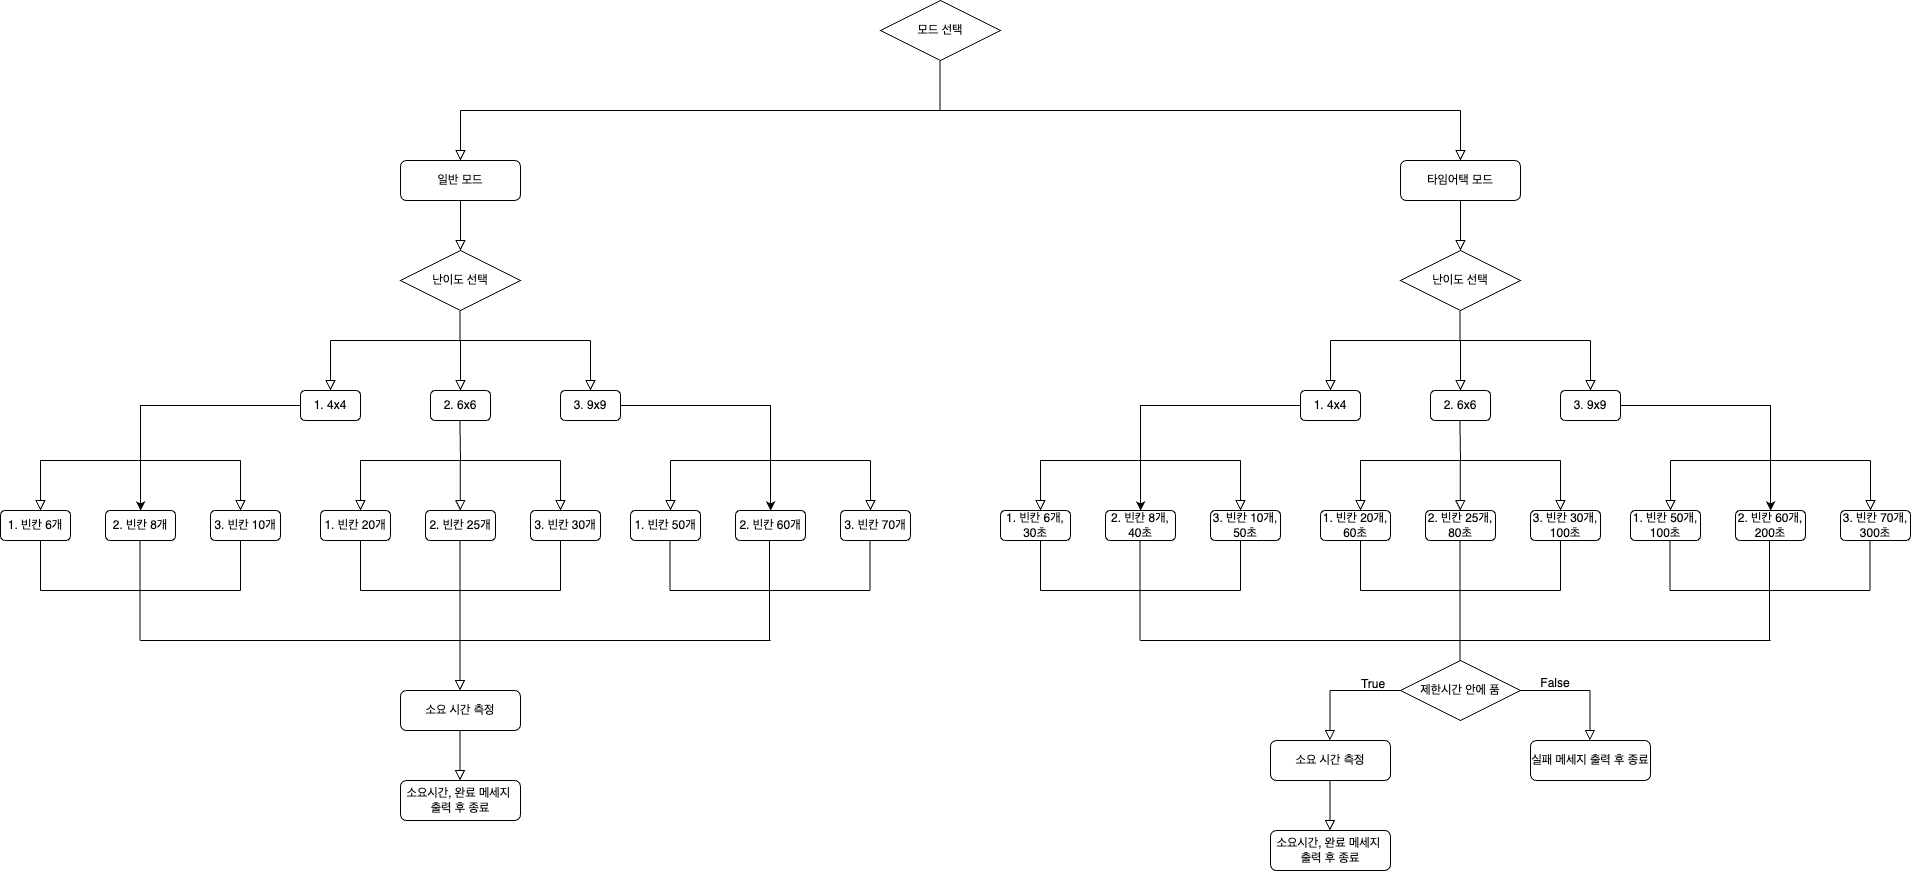 모드 선택
일반 모드
타임어택 모드
난이도 선택
난이도 선택
1. 4x4
2. 6x6
3. 9x9
1. 4x4
2. 6x6
3. 9x9
1. 빈칸 6개
2. 빈칸 8개
3. 빈칸 10개
1. 빈칸 20개
2. 빈칸 25개
3. 빈칸 30개
1. 빈칸 50개
2. 빈칸 60개
3. 빈칸 70개
1. 빈칸 6개,
30초
2. 빈칸 8개,
40초
3. 빈칸 10개,
50초
1. 빈칸 20개,
60초
2. 빈칸 25개,
80초
3. 빈칸 30개,
100초
1. 빈칸 50개,
100초
2. 빈칸 60개,
200초
3. 빈칸 70개,
300초
소요 시간 측정
소요시간, 완료 메세지
출력 후 종료
True
제한시간 안에 품
False
소요 시간 측정
실패 메세지 출력 후 종료
소요시간, 완료 메세지
출력 후 종료